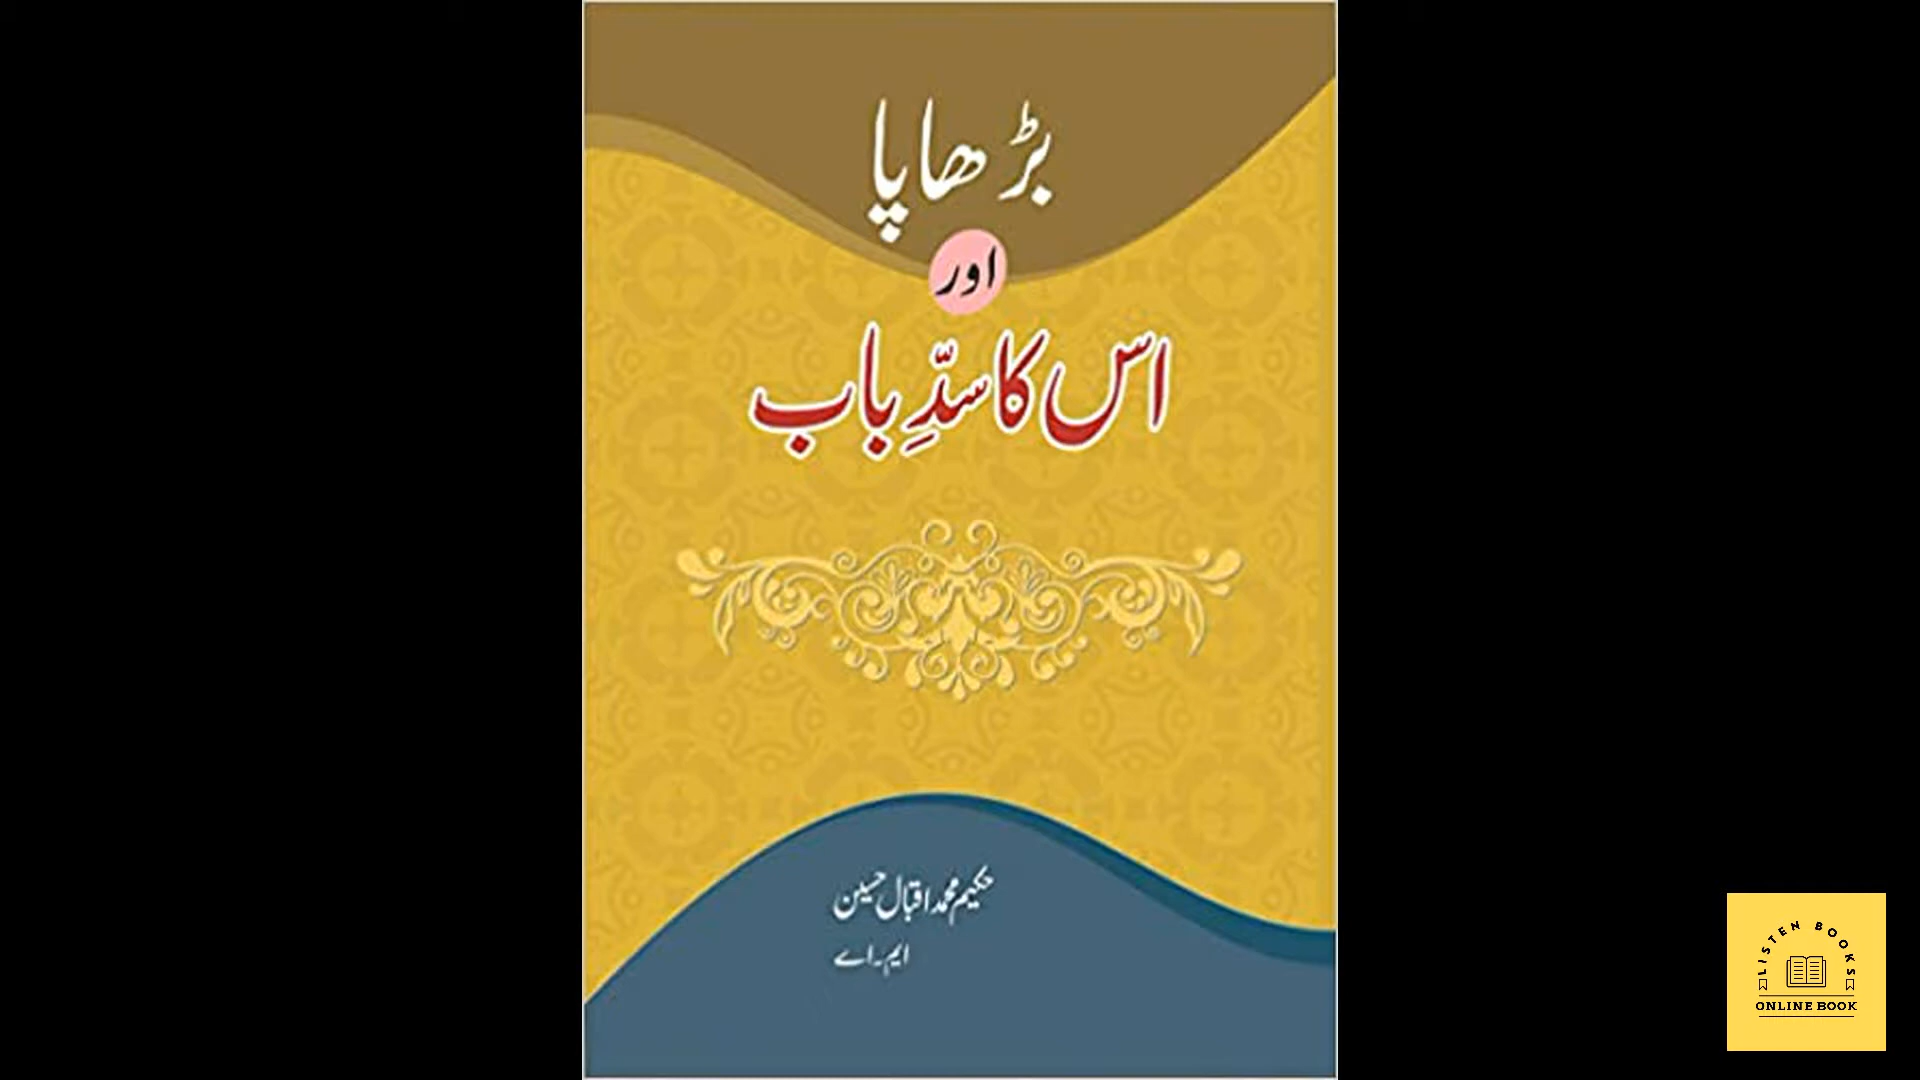 بڑھاپا
اور
اس کا سدِّ باب
حکیم محمد اقبال حسین
ایم۔اے
LISTEN BOOKS
ONLINE BOOK